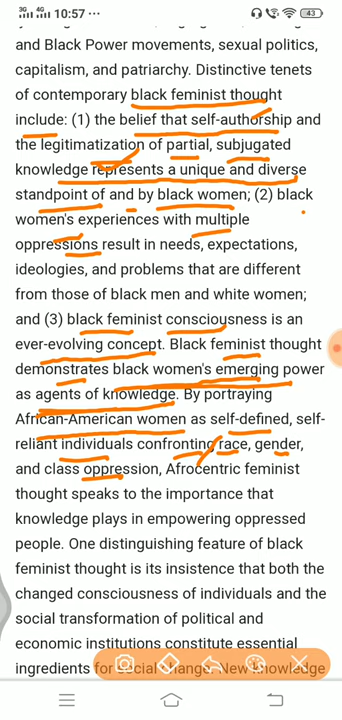 3G 4G 10:57 ••• 43
and Black Power movements, sexual politics,
capitalism, and patriarchy. Distinctive tenets
of contemporary black feminist thought
include: (1) the belief that self-authorship and
the legitimatization of partial, subjugated
knowledge represents a unique and diverse
standpoint of and by black women; (2) black
women's experiences with multiple
oppressions result in needs, expectations,
ideologies, and problems that are different
from those of black men and white women;
and (3) black feminist consciousness is an
ever-evolving concept. Black feminist thought
demonstrates black women's emerging power
as agents of knowledge. By portraying
African-American women as self-defined, self-
reliant individuals confronting race, gender,
and class oppression, Afrocentric feminist
thought speaks to the importance that
knowledge plays in empowering oppressed
people. One distinguishing feature of black
feminist thought is its insistence that both the
changed consciousness of individuals and the
social transformation of political and
economic institutions constitute essential
ingredients for social change. New knowledge